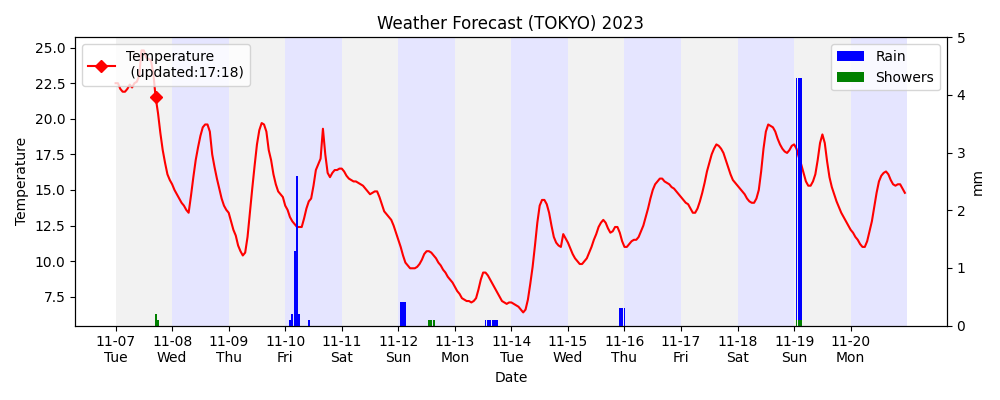 Weather Forecast (TOKYO) 2023
Temperature
(updated:17:18)
Rain
Showers
25.0
22.5
20.0
17.5
15.0
12.5
10.0
7.5
Temperature
5
4
3
2
1
0
mm
11-07 11-08 11-09 11-10 11-11 11-12 11-13 11-14 11-15 11-16 11-17 11-18 11-19 11-20
Tue Wed Thu Fri Sat Sun Mon Tue Wed Thu Fri Sat Sun Mon
Date